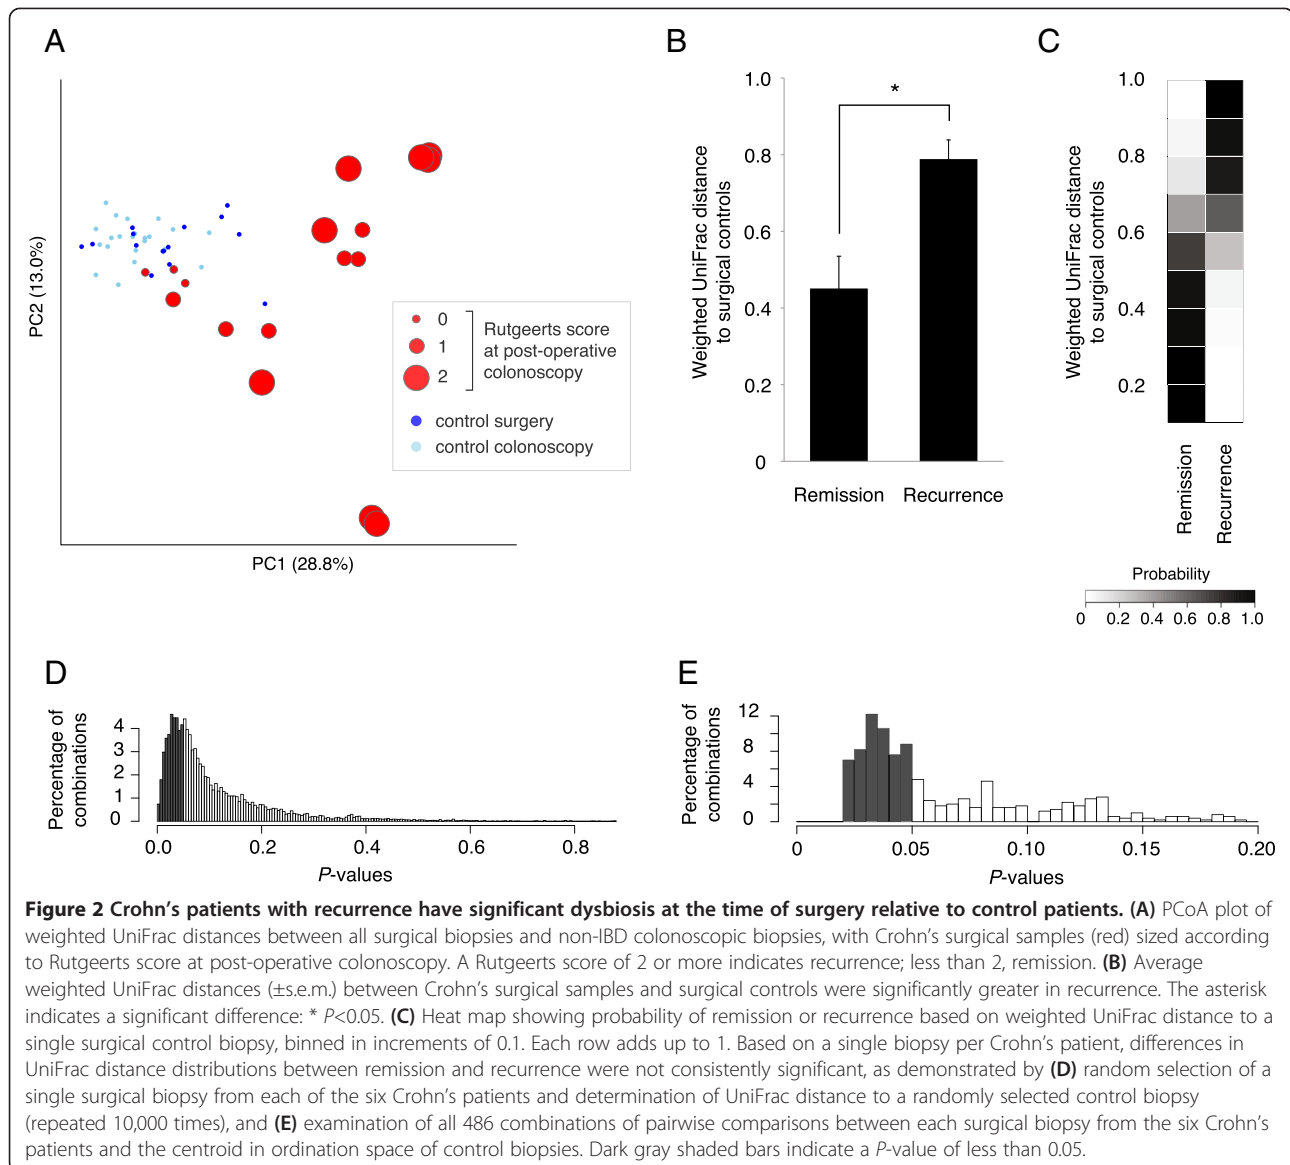 A
B
C
PC2 (13.0%)
PC1 (28.8%)
0
1
2
Rutgeerts score
at post-operative
colonoscopy
control surgery
control colonoscopy
Weighted UniFrac distance
to surgical controls
1.0
0.8
0.6
0.4
0.2
0
*
Remission
Recurrence
Weighted UniFrac distance
to surgical controls
1.0
0.8
0.6
0.4
0.2
Remission
Recurrence
Probability
0 0.2 0.4 0.6 0.8 1.0
D
Percentage of
combinations
4
3
2
1
0
0.0 0.2 0.4 0.6 0.8
P-values
E
Percentage of
combinations
12
8
4
0
0 0.05 0.10 0.15 0.20
P-values
Figure 2 Crohn's patients with recurrence have significant dysbiosis at the time of surgery relative to control patients. (A) PCoA plot of
weighted UniFrac distances between all surgical biopsies and non-IBD colonoscopic biopsies, with Crohn's surgical samples (red) sized according
to Rutgeerts score at post-operative colonoscopy. A Rutgeerts score of 2 or more indicates recurrence; less than 2, remission. (B) Average
weighted UniFrac distances (±s.e.m.) between Crohn's surgical samples and surgical controls were significantly greater in recurrence. The asterisk
indicates a significant difference: * P<0.05. (C) Heat map showing probability of remission or recurrence based on weighted UniFrac distance to a
single surgical control biopsy, binned in increments of 0.1. Each row adds up to 1. Based on a single biopsy per Crohn's patient, differences in
UniFrac distance distributions between remission and recurrence were not consistently significant, as demonstrated by (D) random selection of a
single surgical biopsy from each of the six Crohn's patients and determination of UniFrac distance to a randomly selected control biopsy
(repeated 10,000 times), and (E) examination of all 486 combinations of pairwise comparisons between each surgical biopsy from the six Crohn's
patients and the centroid in ordination space of control biopsies. Dark gray shaded bars indicate a P-value of less than 0.05.